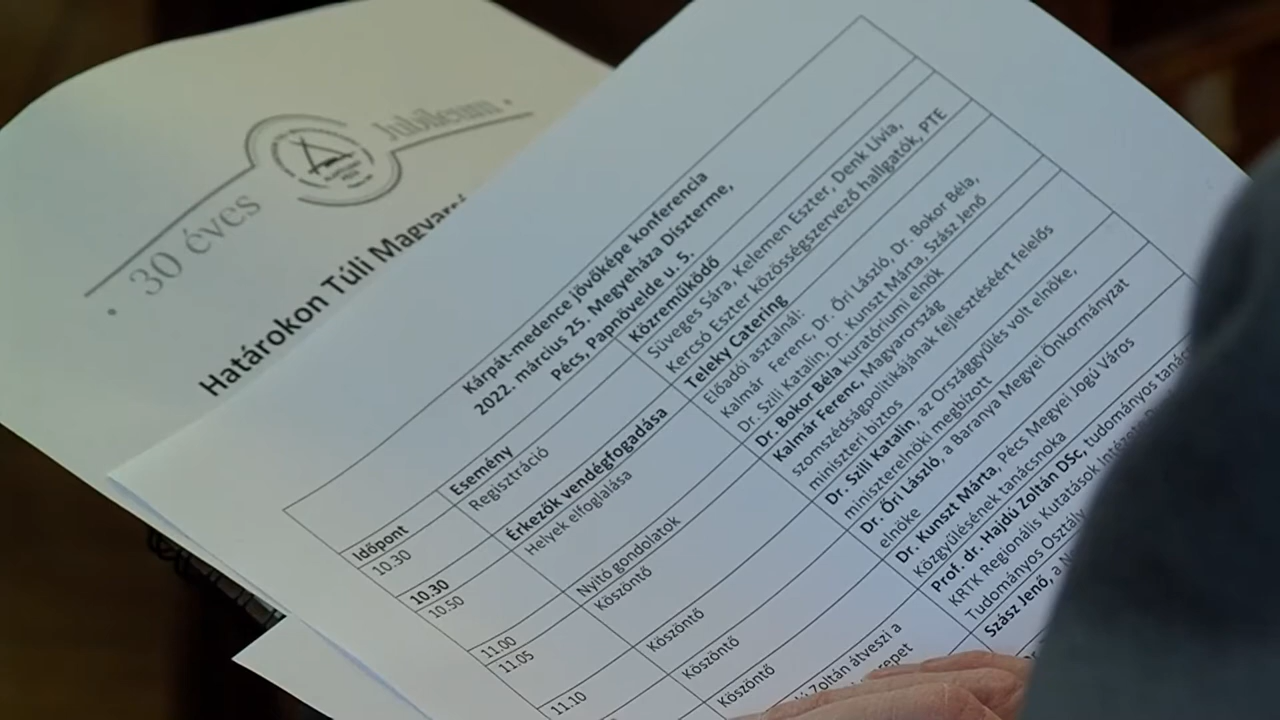 30 éves
Jubileum
Határokon Túli
Kárpát-medence jövőképe konferencia
2022. március 25. Megyeháza Díszterme,
Pécs, Papnövelde u. 5.
Időpont Esemény Közreműködő
10.30 Regisztráció Süveges Sára, Kelemen Eszter, Denk Lívia,
Kercsó Eszter közösségszervező hallgatók, PTE
10.30 Érkezők vendégfogadása Teleky Catering
10.50 Helyek elfoglalása Előadói asztalnál:
Kalmár Ferenc, Dr. Őri László, Dr. Bokor Béla,
Dr. Szili Katalin, Dr. Kunszt Márta, Szász Jenő
11.00 Nyitó gondolatok Dr. Bokor Béla kuratóriumi elnök
11.05 Köszöntő Kalmár Ferenc, Magyarország
szomszédságpolitikájának fejlesztéséért felelős
miniszteri biztos
11.10 Köszöntő Dr. Szili Katalin, az Országgyűlés volt elnöke,
miniszterelnöki megbízott
Köszöntő Dr. Őri László, a Baranya Megyei Önkormányzat
elnöke
Köszöntő Dr. Kunszt Márta, Pécs Megyei Jogú Város
Közgyűlésének tanácsnoka
Zoltán átveszi a Prof. dr. Hajdú Zoltán DSc, tudományos
KRTK Regionális Kutatások
Tudományos Osztály
Szász Jenő, a